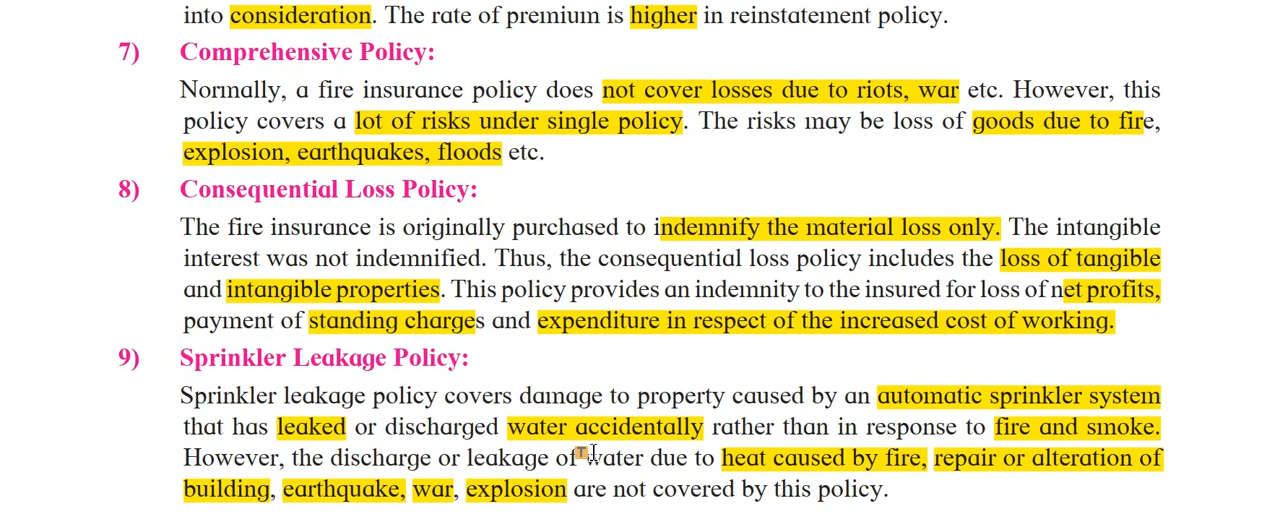 into consideration. The rate of premium is higher in reinstatement policy.
7) Comprehensive Policy:
Normally, a fire insurance policy does not cover losses due to riots, war etc. However, this
policy covers a lot of risks under single policy. The risks may be loss of goods due to fire,
explosion, earthquakes, floods etc.
8) Consequential Loss Policy:
The fire insurance is originally purchased to indemnify the material loss only. The intangible
interest was not indemnified. Thus, the consequential loss policy includes the loss of tangible
and intangible properties. This policy provides an indemnity to the insured for loss of net profits,
payment of standing charges and expenditure in respect of the increased cost of working.
9) Sprinkler Leakage Policy:
Sprinkler leakage policy covers damage to property caused by an automatic sprinkler system
that has leaked or discharged water accidentally rather than in response to fire and smoke.
However, the discharge or leakage of water due to heat caused by fire, repair or alteration of
building, earthquake, war, explosion are not covered by this policy.